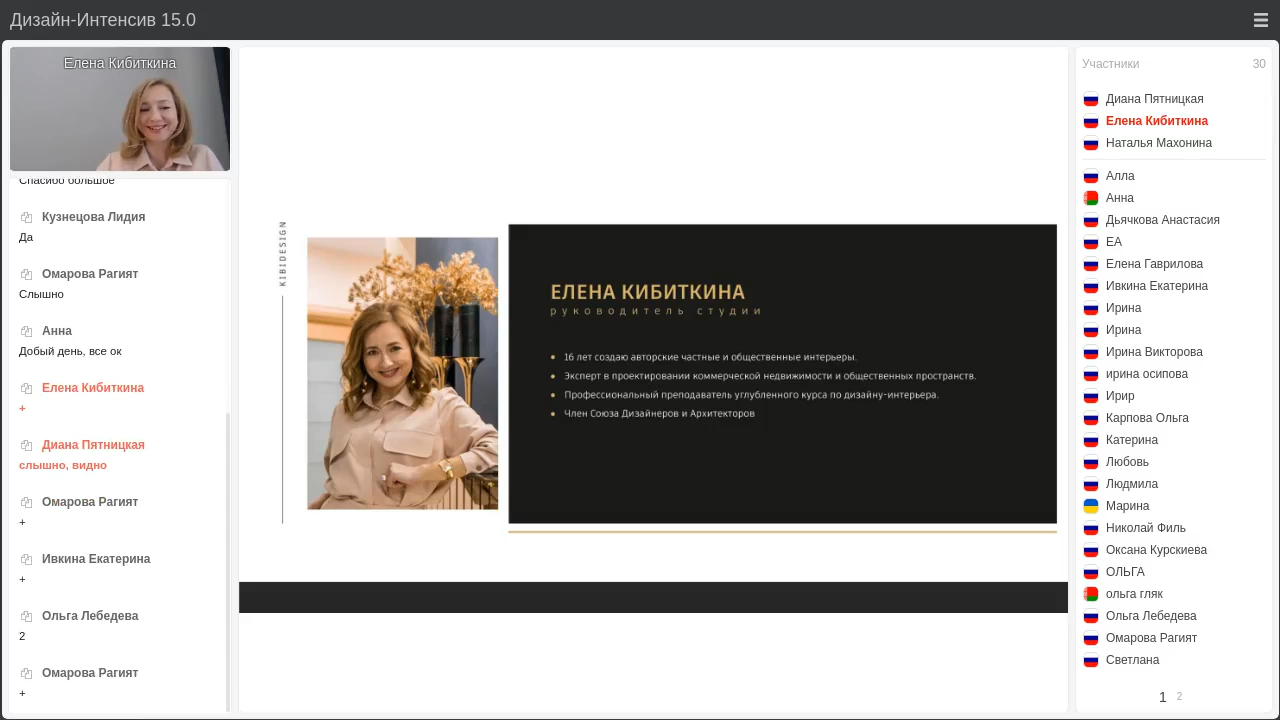 Дизайн-Интенсив 15.0
Елена Кибиткина
Спасибо большое
Кузнецова Лидия
Да
Омарова Рагият
Слышно
Анна
Добый день, все ок
Елена Кибиткина
+
Диана Пятницкая
слышно, видно
Омарова Рагият
+
Ивкина Екатерина
+
Ольга Лебедева
2
Омарова Рагият
+
KIBIDESIGN
ЕЛЕНА КИБИТКИНА
руководитель студии
16 лет создаю авторские частные и общественные интерьеры.
Эксперт в проектировании коммерческой недвижимости и общественных пространств.
Профессиональный преподаватель углубленного курса по дизайну-интерьера.
Член Союза Дизайнеров и Архитекторов
Участники 30
Диана Пятницкая
Елена Кибиткина
Наталья Махонина
Алла
Анна
Дьячкова Анастасия
ЕА
Елена Гаврилова
Ивкина Екатерина
Ирина
Ирина
Ирина Викторова
ирина осипова
Ирир
Карпова Ольга
Катерина
Любовь
Людмила
Марина
Николай Филь
Оксана Курскиева
ОЛЬГА
ольга гляк
Ольга Лебедева
Омарова Рагият
Светлана
1 2